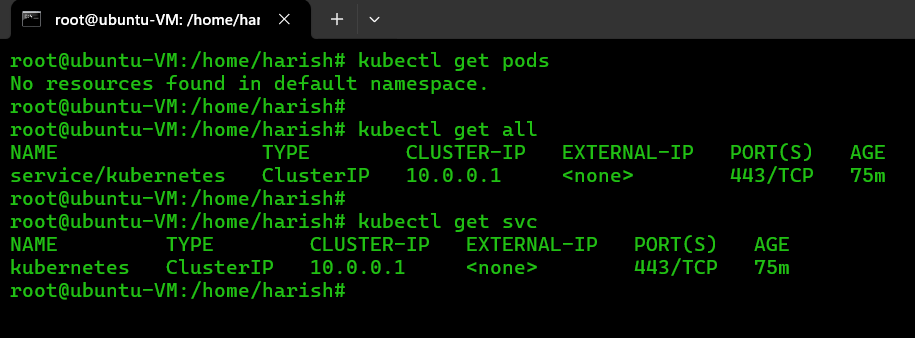 root@ubuntu-VM: /home/har
root@ubuntu-VM:/home/harish# kubectl get pods
No resources found in default namespace.
root@ubuntu-VM:/home/harish#
root@ubuntu-VM:/home/harish# kubectl get all
NAME                 TYPE        CLUSTER-IP   EXTERNAL-IP   PORT(S)   AGE
service/kubernetes   ClusterIP   10.0.0.1     <none>        443/TCP   75m
root@ubuntu-VM:/home/harish#
root@ubuntu-VM:/home/harish# kubectl get svc
NAME         TYPE        CLUSTER-IP   EXTERNAL-IP   PORT(S)   AGE
kubernetes   ClusterIP   10.0.0.1     <none>        443/TCP   75m
root@ubuntu-VM:/home/harish#